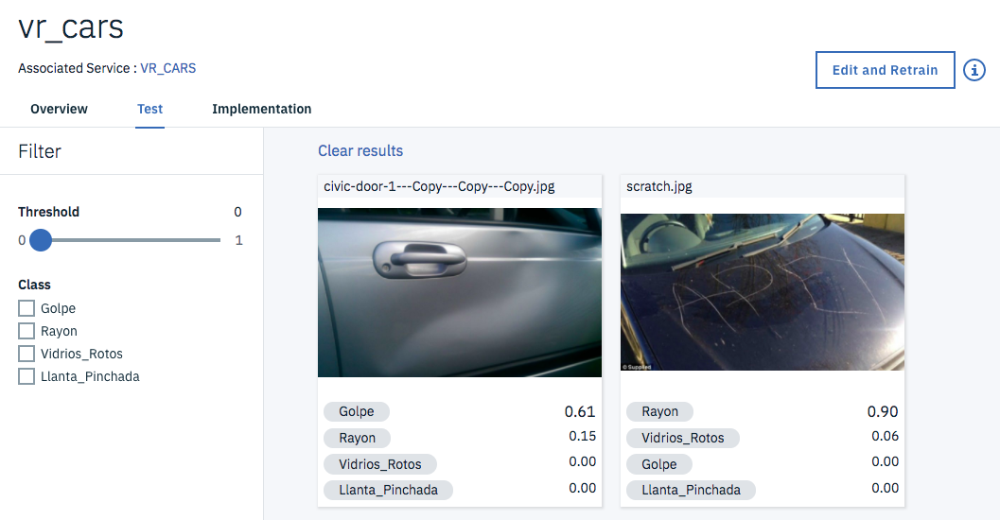 vr_cars
Associated Service : VR_CARS
Edit and Retrain
Overview Test Implementation
Filter
Threshold 0
0 1
Class
Golpe
Rayon
Vidrios_Rotos
Llanta_Pinchada
Clear results
civic-door-1---Copy---Copy---Copy.jpg
Golpe 0.61
Rayon 0.15
Vidrios_Rotos 0.00
Llanta_Pinchada 0.00
scratch.jpg
© Supplied
Rayon 0.90
Vidrios_Rotos 0.06
Golpe 0.00
Llanta_Pinchada 0.00